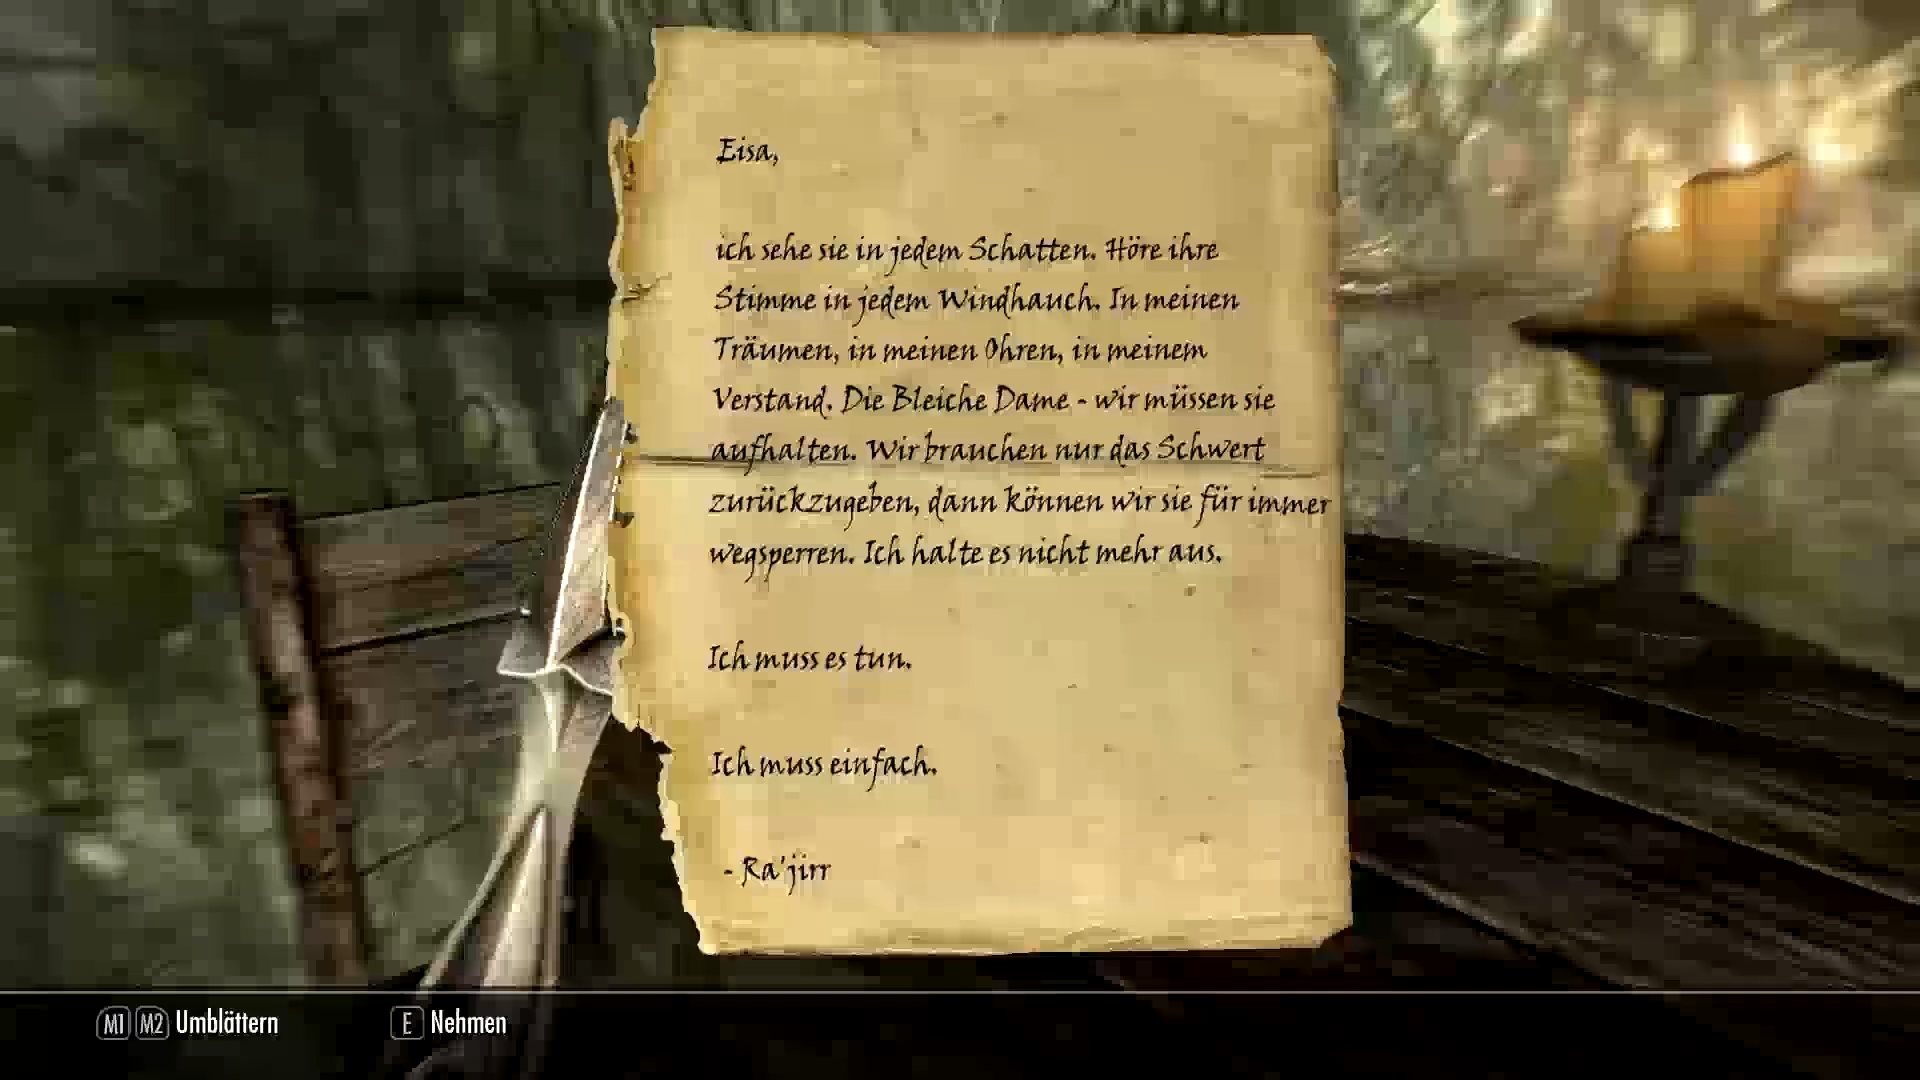 Eisa,
ich sehe sie in jedem Schatten. Höre ihre
Stimme in jedem Windhauch. In meinen
Träumen, in meinen Ohren, in meinem
Verstand. Die Bleiche Dame - wir müssen sie
aufhalten. Wir brauchen nur das Schwert
zurückzugeben, dann können wir sie für immer
wegsperren. Ich halte es nicht mehr aus.
Ich muss es tun.
Ich muss einfach.
- Ra'jirr
M1 M2 Umblättern
E Nehmen